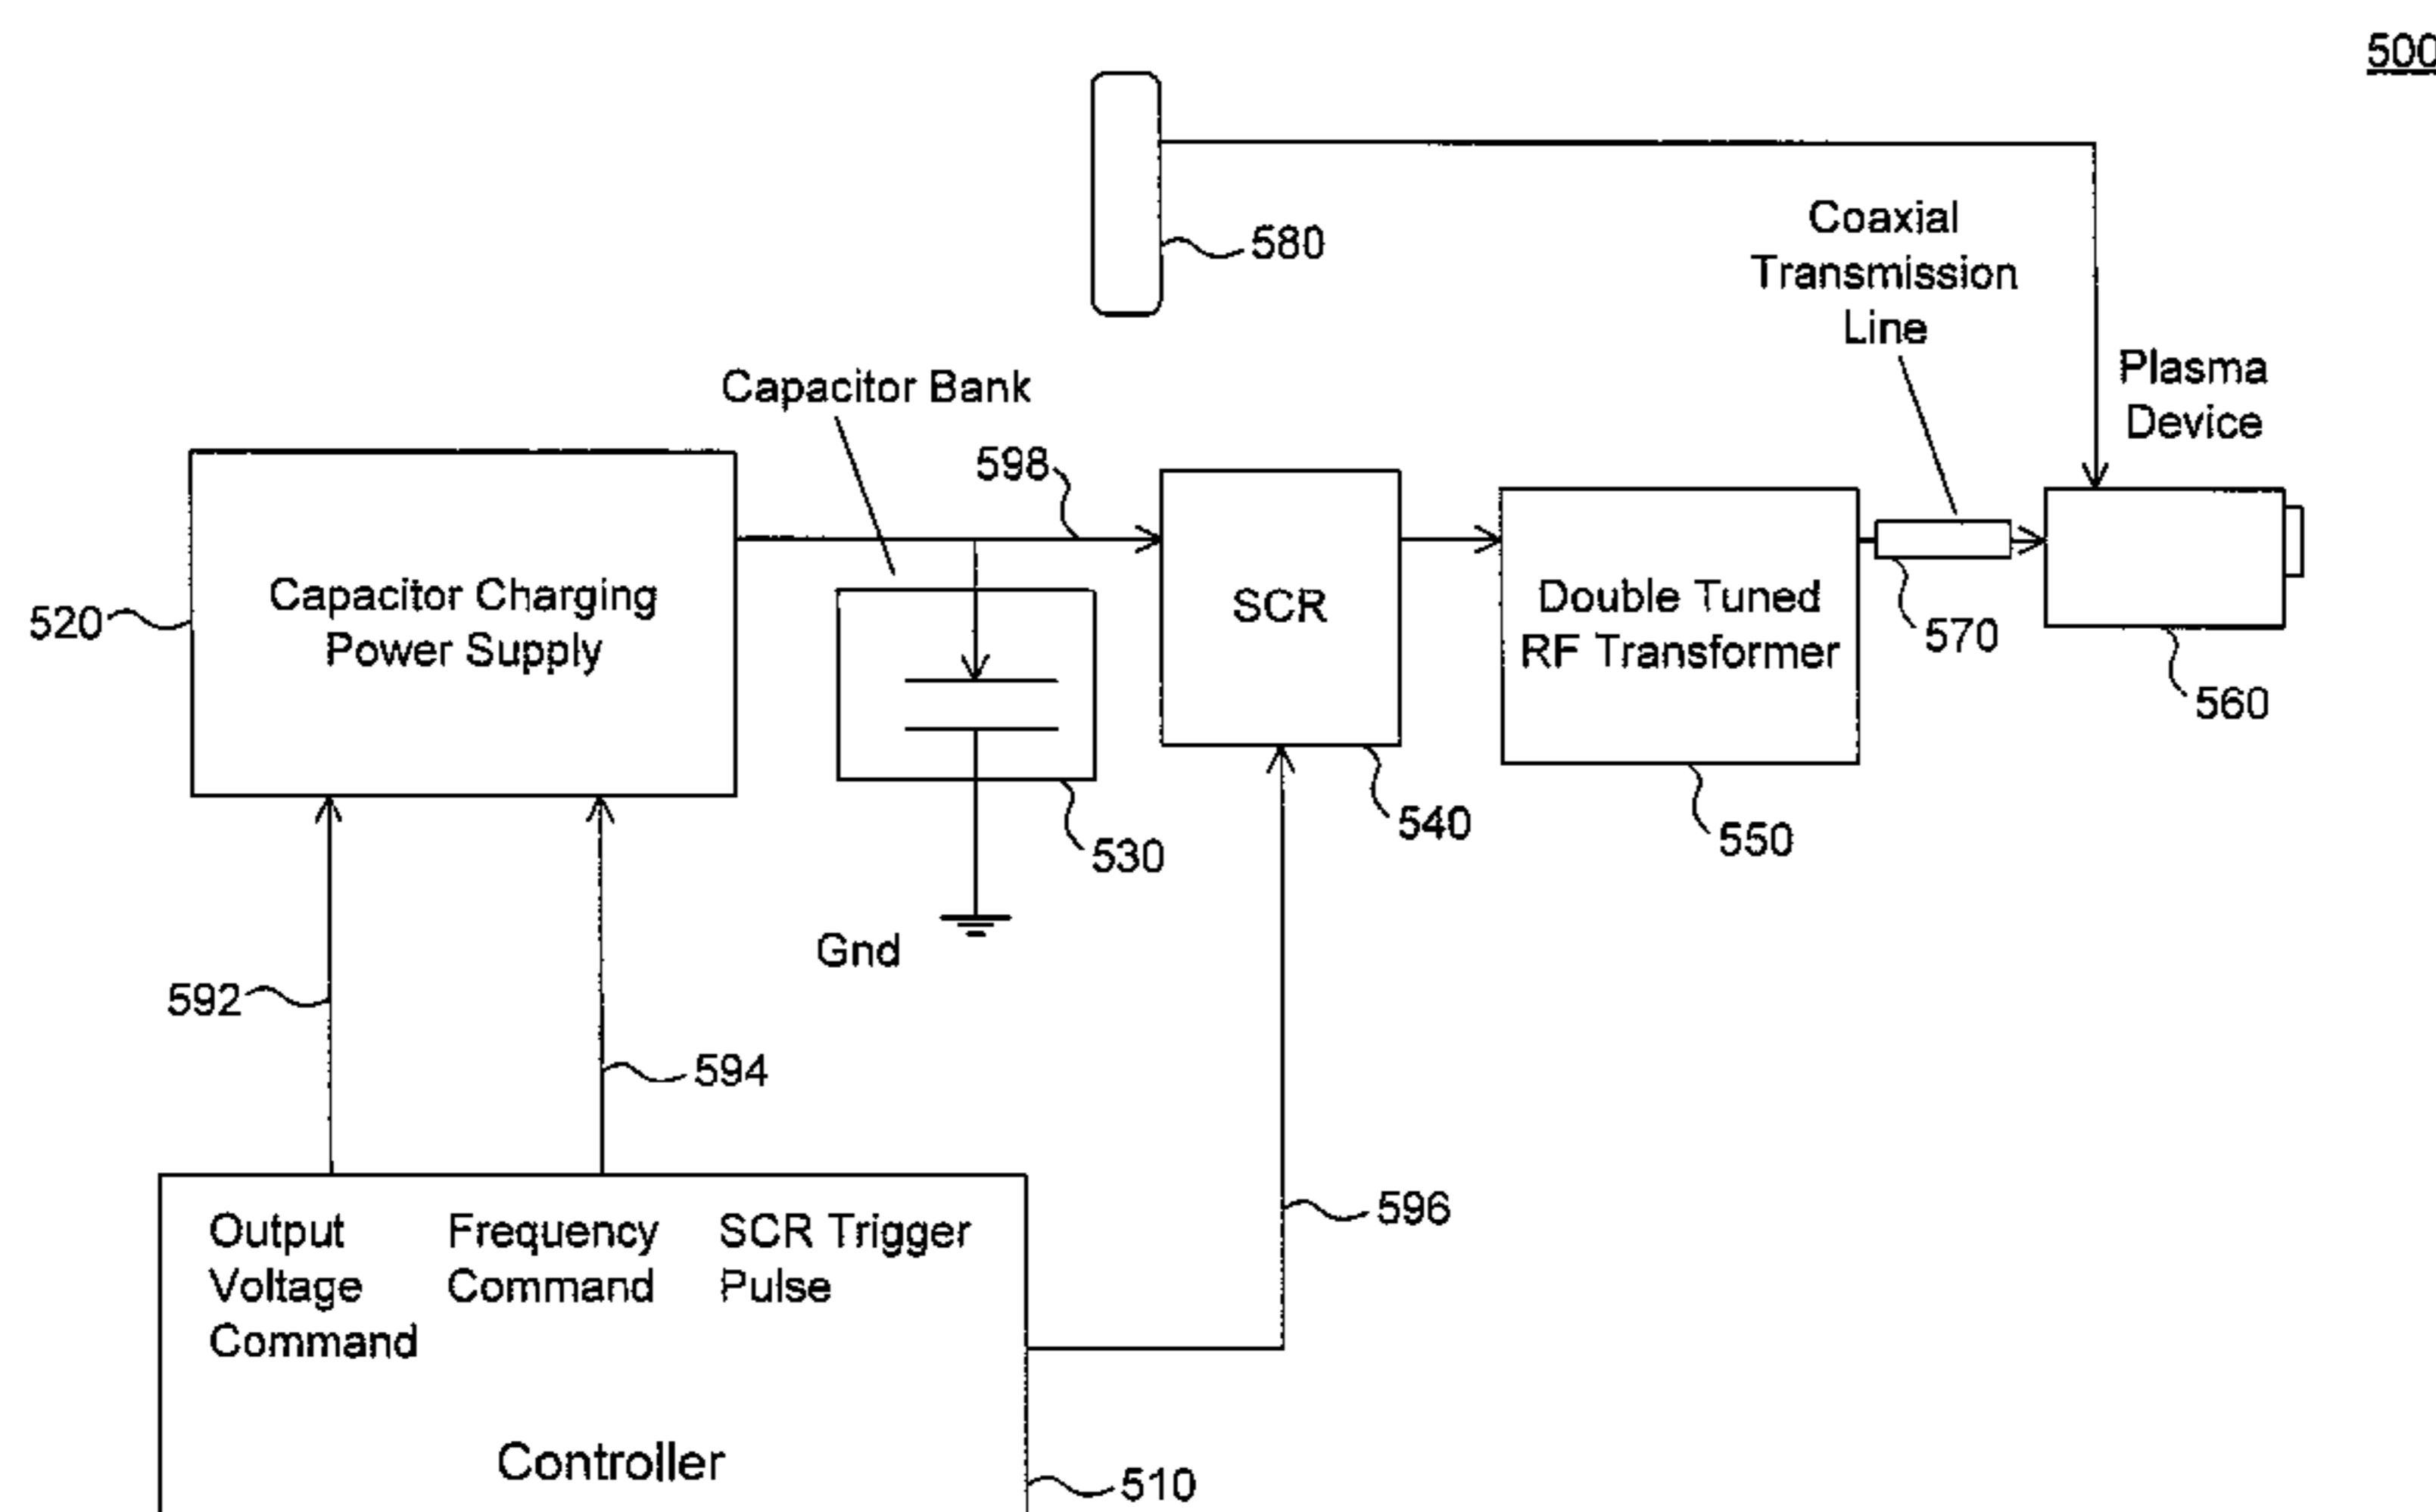 500
580
Coaxial
Transmission
Line
Plasma
Device
Capacitor Bank
598
520
Capacitor Charging
Power Supply
SCR
Double Tuned
RF Transformer
570
560
530
540
550
Gnd
592
594
596
Output
Voltage
Command
Frequency
Command
SCR Trigger
Pulse
Controller
510